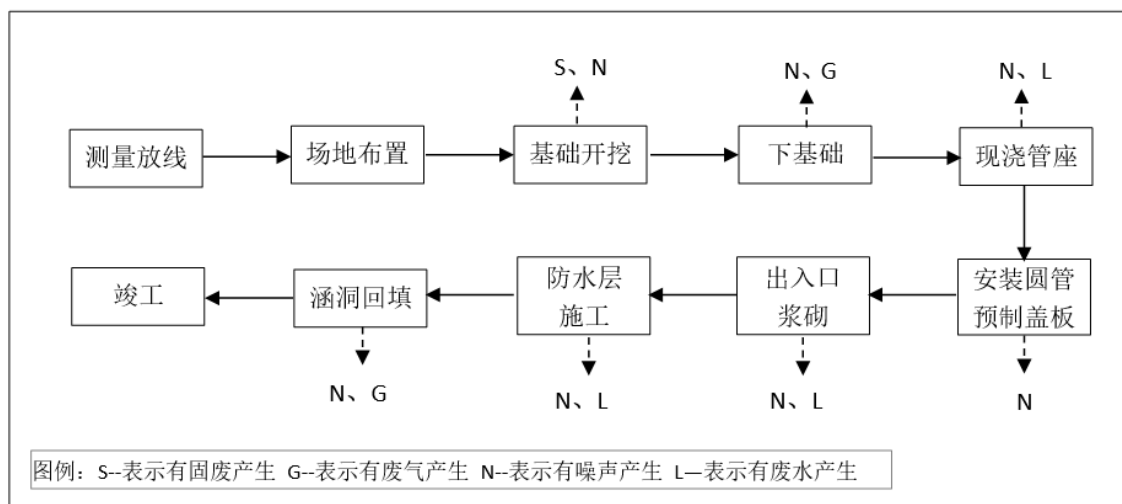 S、N
N、G
N、L
测量放线
场地布置
基础开挖
下基础
现浇管座
竣工
涵洞回填
防水层
施工
出入口
浆砌
安装圆管
预制盖板
N、G
N、L
N、L
N
图例：S--表示有固废产生 G--表示有废气产生 N--表示有噪声产生 L—表示有废水产生